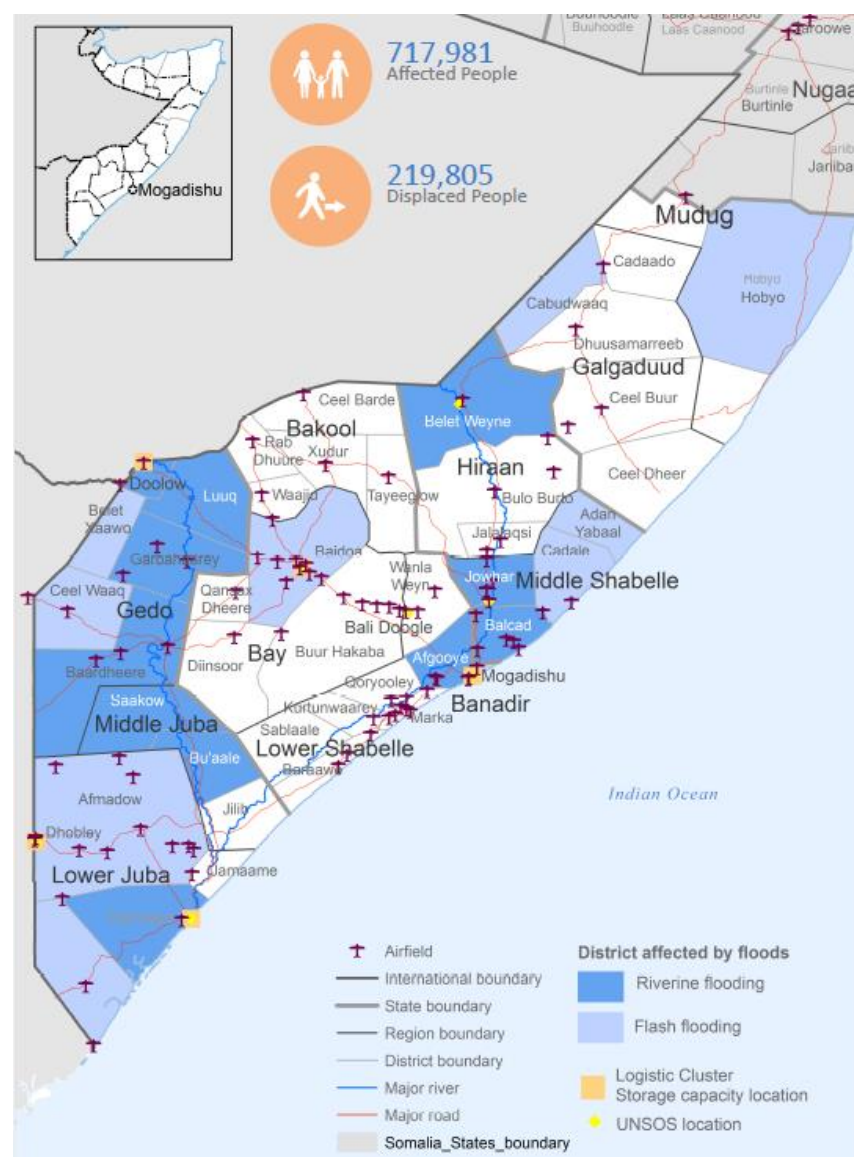 717,981
Affected People
219,805
Displaced People
Mogadishu
Buuhoodle
Laas Caanood
Laas Caanood
Nugaa
Burtinle
Burtinle
Jariba
Mudug
Cadaado
Hobyo
Cabudwaaq
Dhuusamarreeb
Galgaduud
Ceel Buur
Ceel Dheer
Ceel Barde
Bakool
Rab
Dhuure
Xudur
Waajid
Tayeeglow
Belet Weyne
Hiraan
Bulo Burto
Jalalaqsi
Adan
Yabaal
Cadale
Doolow
Luuq
Belet
Xaawo
Garbahaarey
Baidoa
Wanla
Weyn
Jowhar
Middle Shabelle
Ceel Waaq
Gedo
Qansax
Dheere
Bali Doogle
Balcad
Bay
Buur Hakaba
Diinsoor
Afgooye
Baardheere
Mogadishu
Qoryooley
Banadir
Saakow
Middle Juba
Kortunwaarey
Marka
Sablaale
Lower Shabelle
Bu'aale
Baraawe
Jilib
Afmadow
Dhobley
Lower Juba
Jamaame
Indian Ocean
Airfield
International boundary
State boundary
Region boundary
District boundary
Major river
Major road
Somalia_States_boundary
District affected by floods
Riverine flooding
Flash flooding
Logistic Cluster
Storage capacity location
UNSOS location